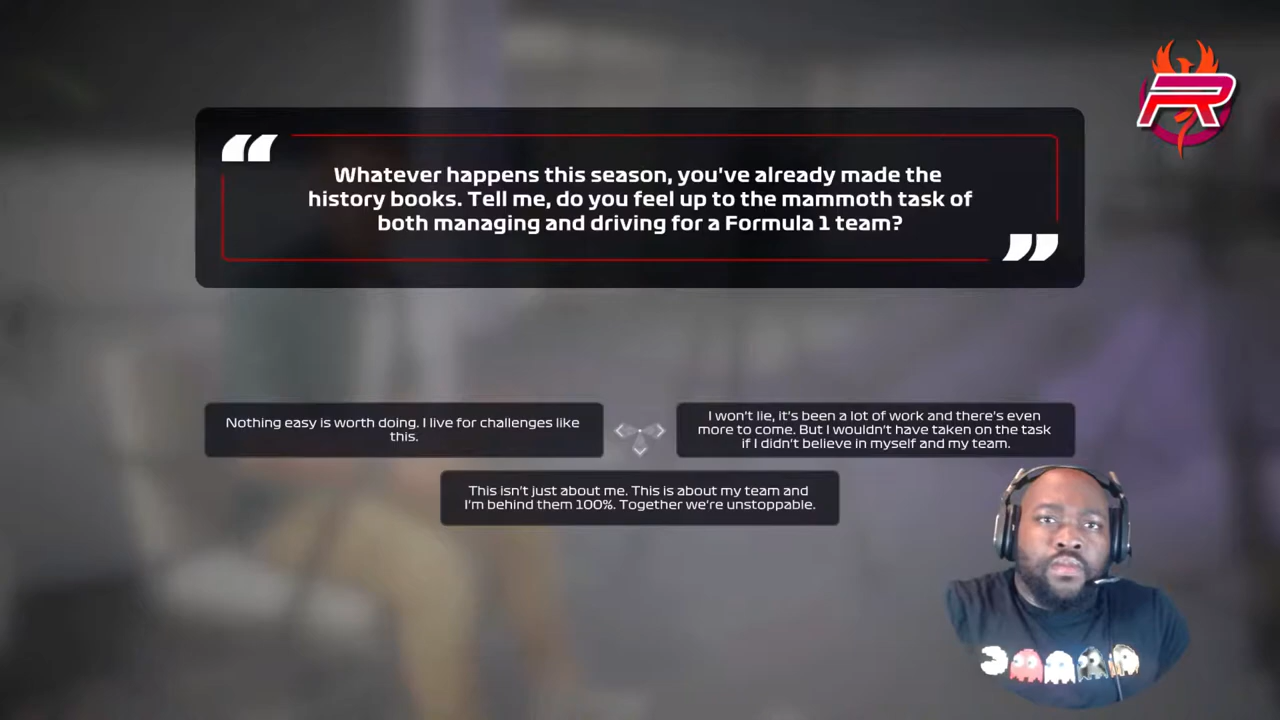 Whatever happens this season, you've already made the
history books. Tell me, do you feel up to the mammoth task of
both managing and driving for a Formula 1 team?
Nothing easy is worth doing. I live for challenges like
this.
I won't lie, it's been a lot of work and there's even
more to come. But I wouldn't have taken on the task
if I didn't believe in myself and my team.
This isn't just about me. This is about my team and
I'm behind them 100%. Together we're unstoppable.